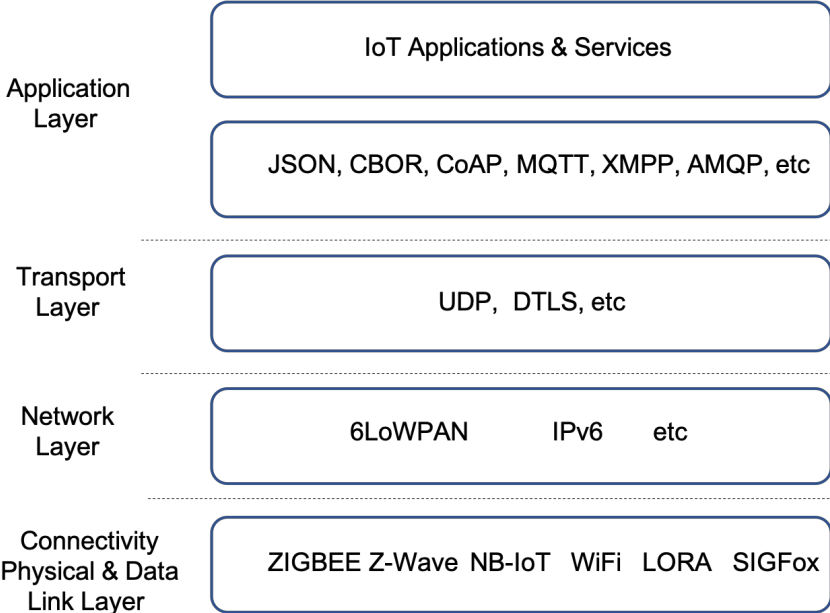 IoT Applications & Services
Application
Layer
JSON, CBOR, CoAP, MQTT, XMPP, AMQP, etc
Transport
Layer
UDP, DTLS, etc
Network
Layer
6LoWPAN IPv6 etc
Connectivity
Physical & Data
Link Layer
ZIGBEE Z-Wave NB-IoT WiFi LORA SIGFox